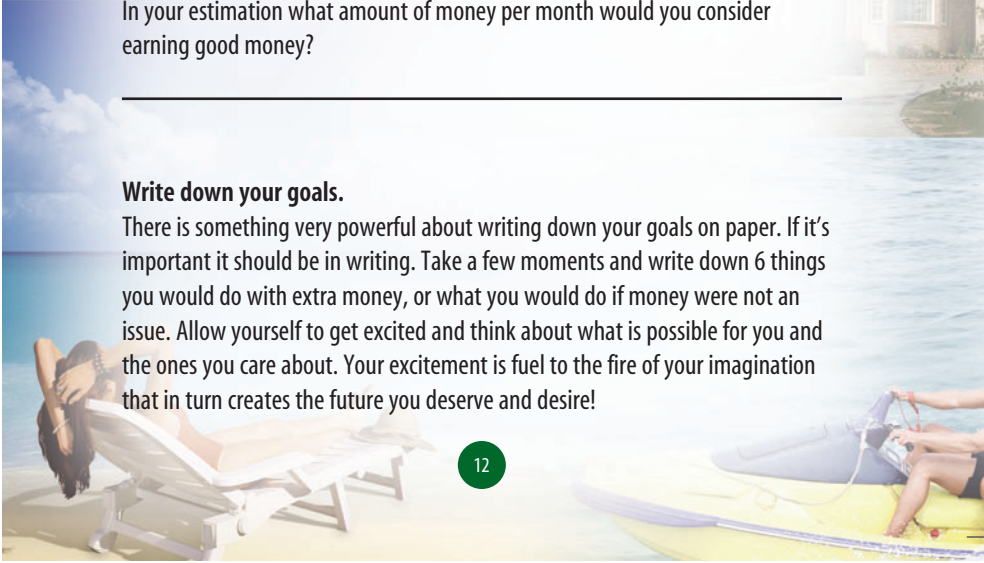 In your estimation what amount of money per month would you consider
earning good money?
Write down your goals.
There is something very powerful about writing down your goals on paper. If it’s
important it should be in writing. Take a few moments and write down 6 things
you would do with extra money, or what you would do if money were not an
issue. Allow yourself to get excited and think about what is possible for you and
the ones you care about. Your excitement is fuel to the fire of your imagination
that in turn creates the future you deserve and desire!
12